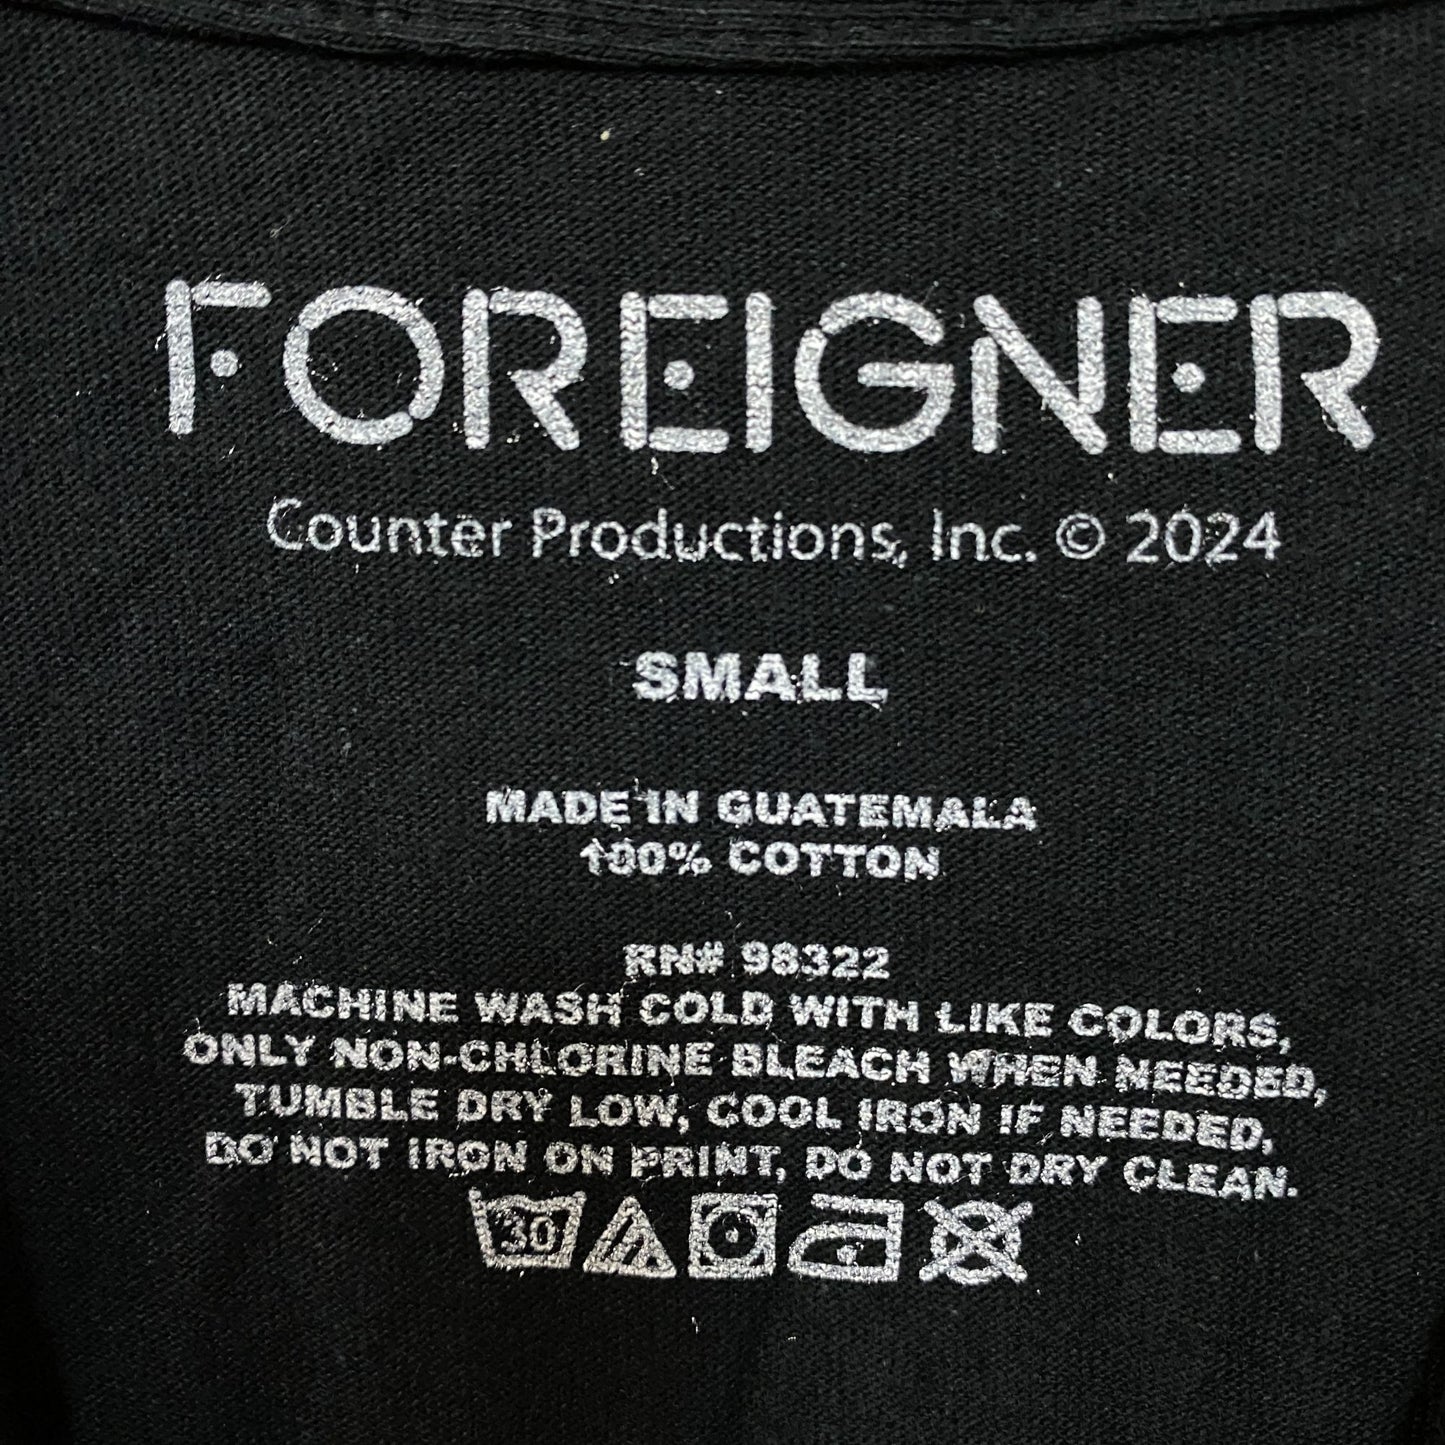 FOREIGNER
Counter Productions, Inc. © 2024
SMALL
MADE IN GUATEMALA
100% COTTON
RN# 98322
MACHINE WASH COLD WITH LIKE COLORS,
ONLY NON-CHLORINE BLEACH WHEN NEEDED,
TUMBLE DRY LOW, COOL IRON IF NEEDED,
DO NOT IRON ON PRINT, DO NOT DRY CLEAN.
30